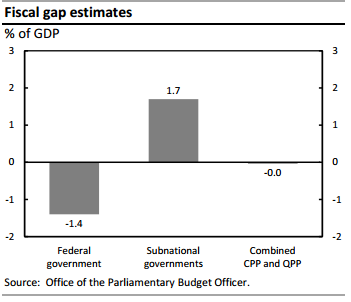 Fiscal gap estimates
% of GDP
3 3
2 2
1.7
1 1
0 0
-0.0
-1 -1
-1.4
-2 -2
Federal Subnational Combined
government governments CPP and QPP
Source: Office of the Parliamentary Budget Officer.